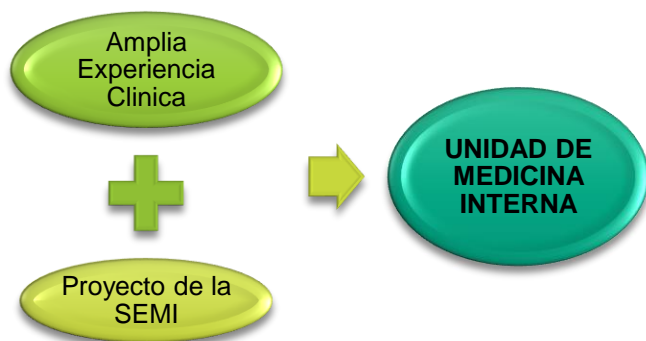 Amplia
Experiencia
Clinica
Proyecto de la
SEMI
UNIDAD DE
MEDICINA
INTERNA